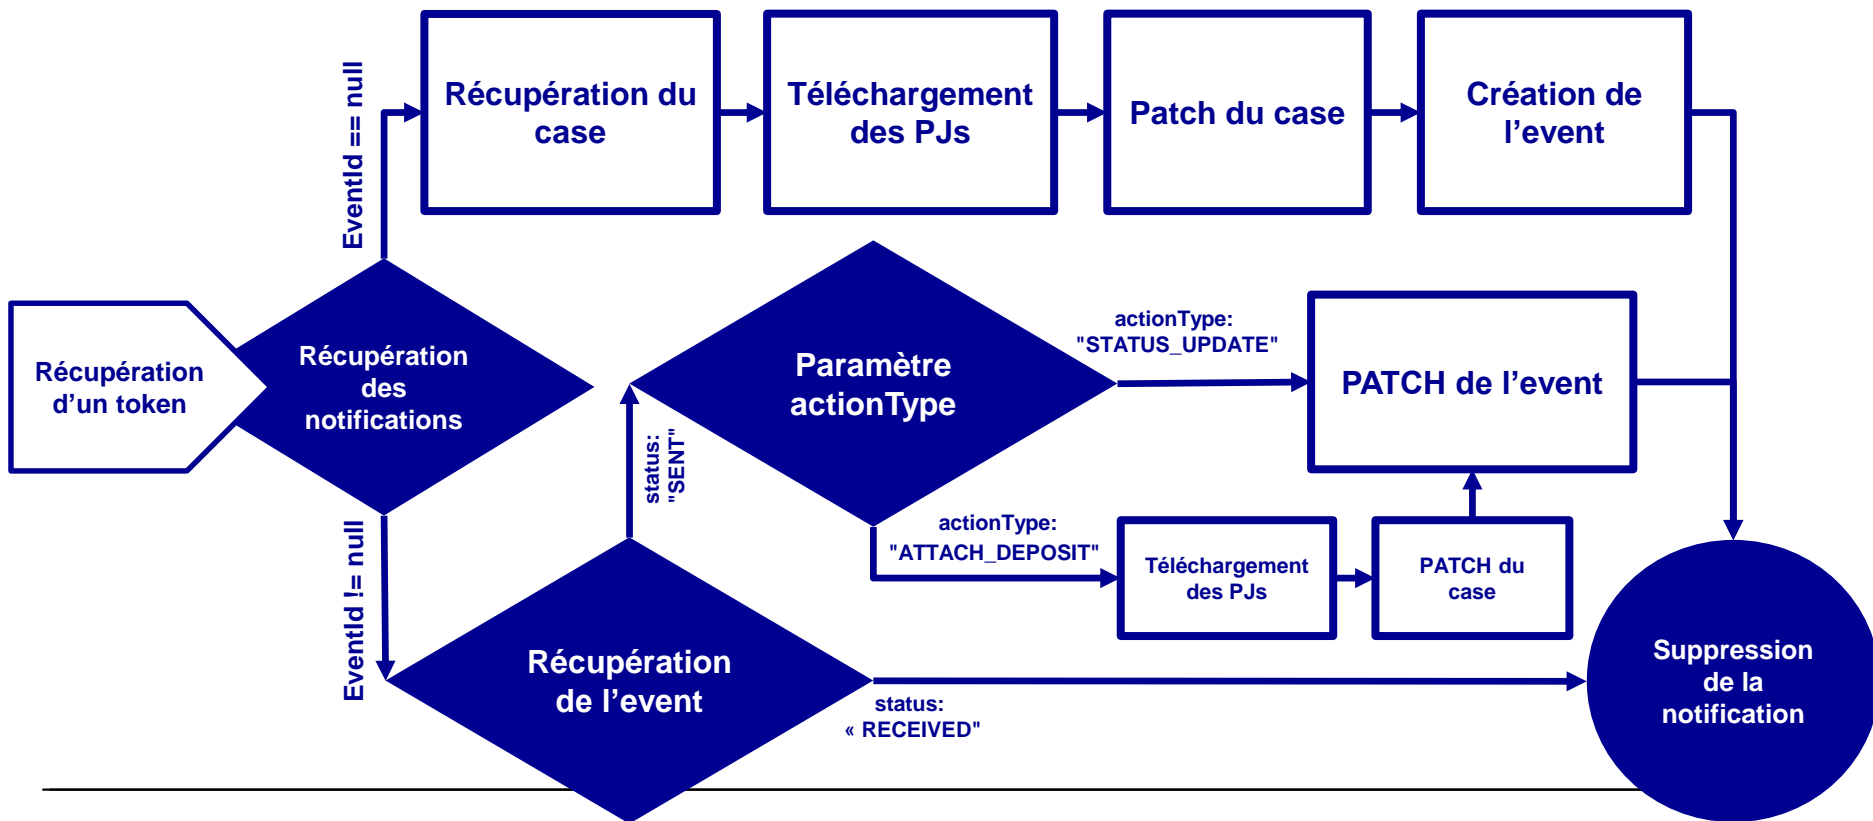 EventId == null
Récupération du
case
Téléchargement
des PJs
Patch du case
Création de
l’event
Récupération
d’un token
Récupération
des
notifications
Paramètre
actionType
actionType:
"STATUS_UPDATE"
PATCH de l’event
status:
"SENT"
actionType:
"ATTACH_DEPOSIT"
Téléchargement
des PJs
PATCH du
case
EventId != null
Récupération
de l’event
status:
« RECEIVED"
Suppression
de la
notification